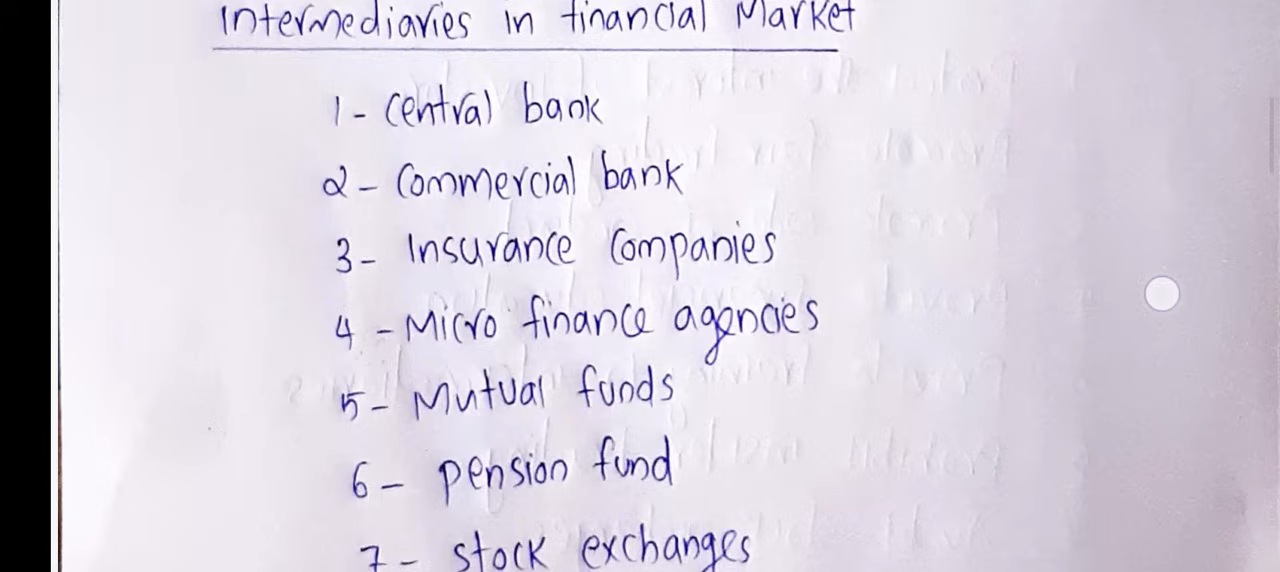 Intermediaries in financial Market
1 - Central bank
2 - Commercial bank
3 - Insurance Companies
4 - Micro finance agencies
5 - Mutual funds
6 - pension fund
7 - stock exchanges